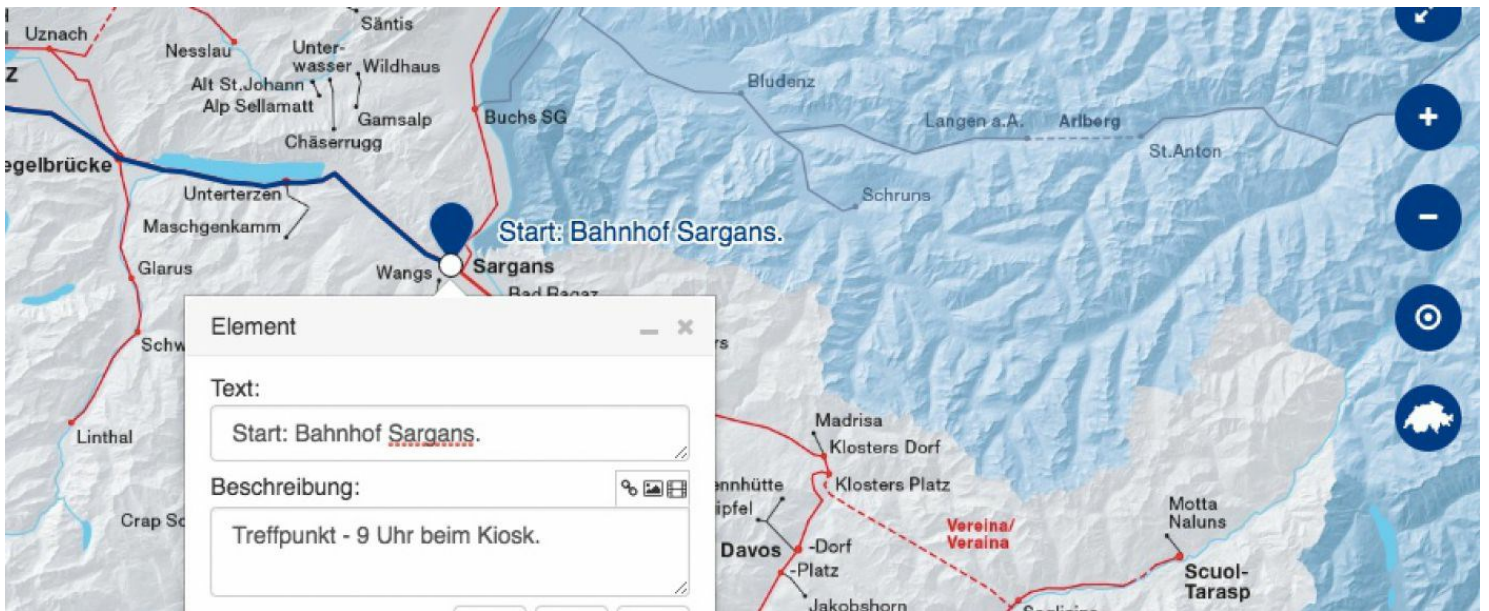 Uznach
Säntis
Nesslau
Unter-
wasser
Wildhaus
Alt St.Johann
Alp Sellamatt
Gamsalp
Chäserrugg
Buchs SG
Bludenz
Langen a.A.
Arlberg
St.Anton
Schruns
egelbrücke
Unterterzen
Maschgenkamm
Start: Bahnhof Sargans.
Glarus
Wangs
Sargans
Bad Ragaz
Element
Schw
Text:
Start: Bahnhof Sargans.
Linthal
Beschreibung:
Treffpunkt - 9 Uhr beim Kiosk.
Crap
Madrisa
Klosters Dorf
ennhütte
Klosters Platz
ipfel
Vereina/
Veraina
Motta
Naluns
Davos
-Dorf
-Platz
Jakobshorn
Scuol-
Tarasp